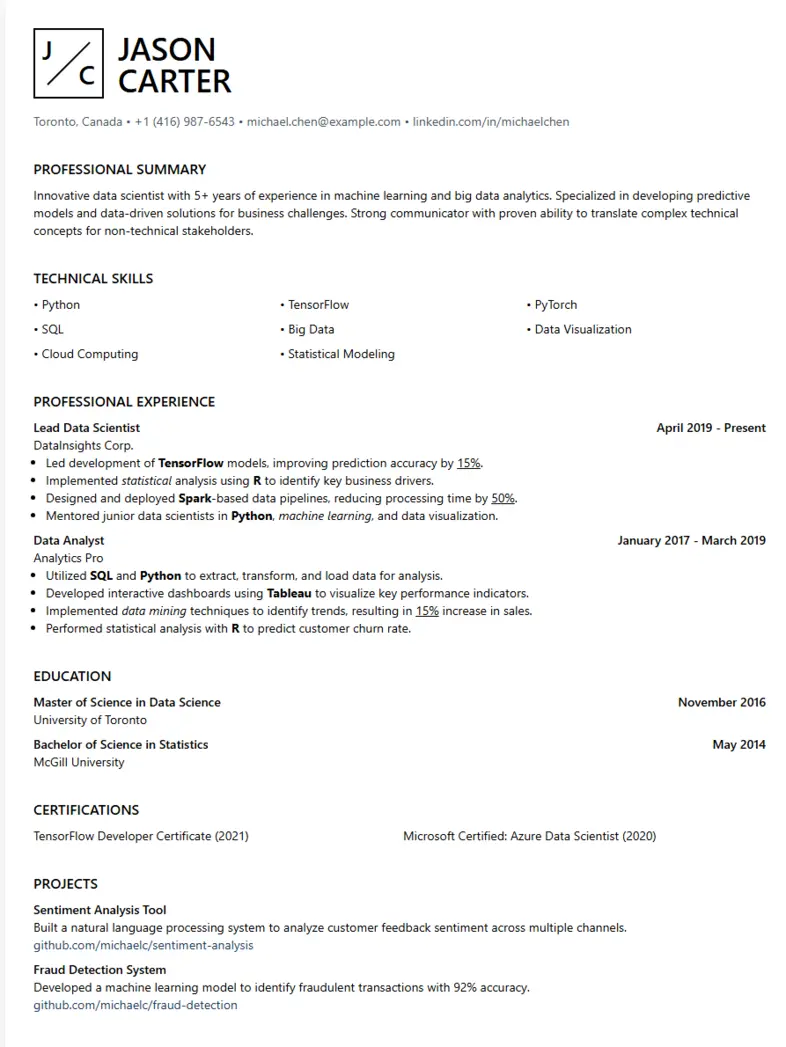 J
C
JASON
CARTER
Toronto, Canada • +1 (416) 987-6543 • michael.chen@example.com • linkedin.com/in/michaelchen
PROFESSIONAL SUMMARY
Innovative data scientist with 5+ years of experience in machine learning and big data analytics. Specialized in developing predictive
models and data-driven solutions for business challenges. Strong communicator with proven ability to translate complex technical
concepts for non-technical stakeholders.
TECHNICAL SKILLS
• Python • TensorFlow • PyTorch
• SQL • Big Data • Data Visualization
• Cloud Computing • Statistical Modeling
PROFESSIONAL EXPERIENCE
Lead Data Scientist April 2019 - Present
DataInsights Corp.
• Led development of TensorFlow models, improving prediction accuracy by 15%.
• Implemented statistical analysis using R to identify key business drivers.
• Designed and deployed Spark-based data pipelines, reducing processing time by 50%.
• Mentored junior data scientists in Python, machine learning, and data visualization.
Data Analyst January 2017 - March 2019
Analytics Pro
• Utilized SQL and Python to extract, transform, and load data for analysis.
• Developed interactive dashboards using Tableau to visualize key performance indicators.
• Implemented data mining techniques to identify trends, resulting in 15% increase in sales.
• Performed statistical analysis with R to predict customer churn rate.
EDUCATION
Master of Science in Data Science November 2016
University of Toronto
Bachelor of Science in Statistics May 2014
McGill University
CERTIFICATIONS
TensorFlow Developer Certificate (2021) Microsoft Certified: Azure Data Scientist (2020)
PROJECTS
Sentiment Analysis Tool
Built a natural language processing system to analyze customer feedback sentiment across multiple channels.
github.com/michaelc/sentiment-analysis
Fraud Detection System
Developed a machine learning model to identify fraudulent transactions with 92% accuracy.
github.com/michaelc/fraud-detection